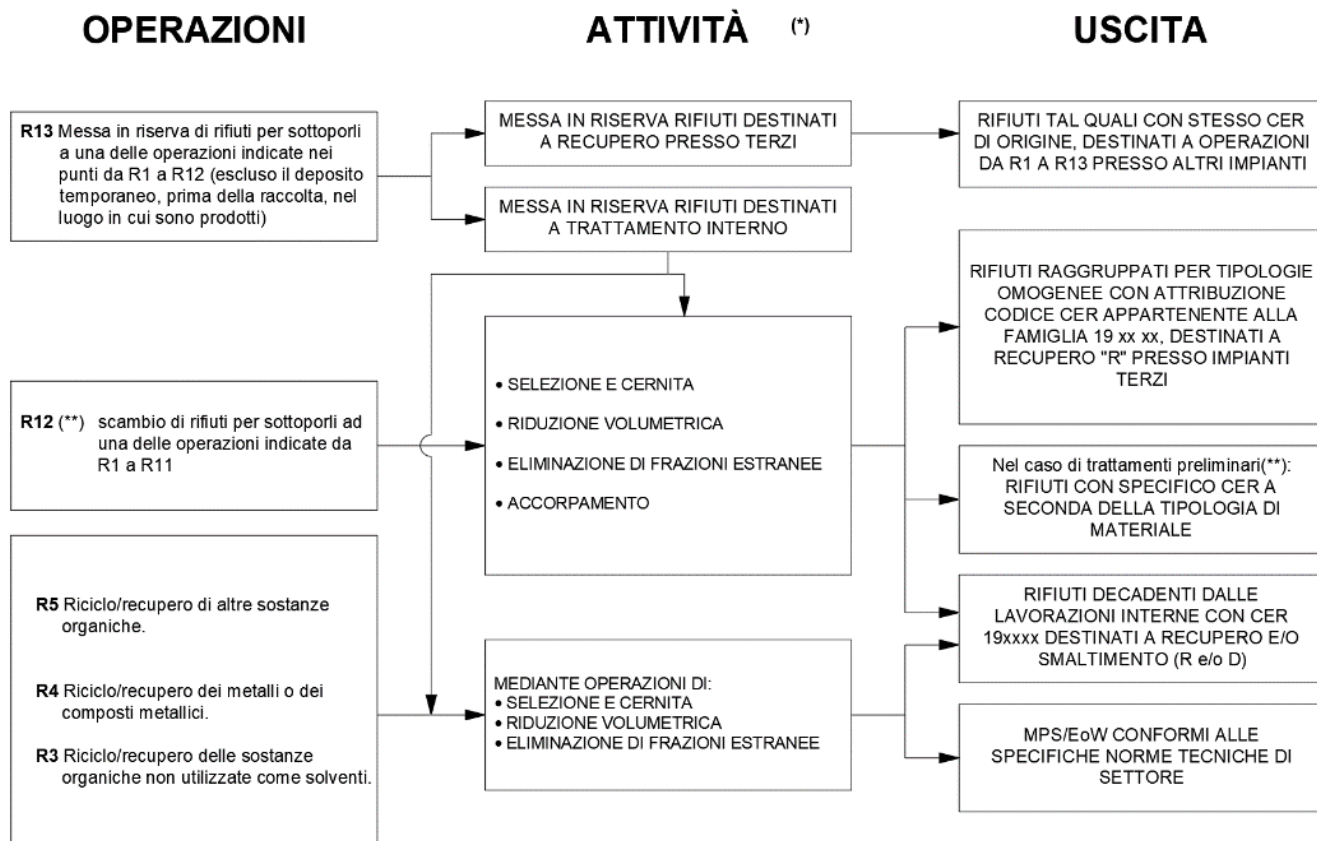 OPERAZIONI
ATTIVITÀ (*)
USCITA
R13 Messa in riserva di rifiuti per sottoporli
a una delle operazioni indicate nei
punti da R1 a R12 (escluso il deposito
temporaneo, prima della raccolta, nel
luogo in cui sono prodotti)
MESSA IN RISERVA RIFIUTI DESTINATI
A RECUPERO PRESSO TERZI
RIFIUTI TAL QUALI CON STESSO CER
DI ORIGINE, DESTINATI A OPERAZIONI
DA R1 A R13 PRESSO ALTRI IMPIANTI
MESSA IN RISERVA RIFIUTI DESTINATI
A TRATTAMENTO INTERNO
RIFIUTI RAGGRUPPATI PER TIPOLOGIE
OMOGENEE CON ATTRIBUZIONE
CODICE CER APPARTENENTE ALLA
FAMIGLIA 19 xx xx, DESTINATI A
RECUPERO "R" PRESSO IMPIANTI
TERZI
R12 (**) scambio di rifiuti per sottoporli ad
una delle operazioni indicate da
R1 a R11
• SELEZIONE E CERNITA
• RIDUZIONE VOLUMETRICA
• ELIMINAZIONE DI FRAZIONI ESTRANEE
• ACCORPAMENTO
Nel caso di trattamenti preliminari(**):
RIFIUTI CON SPECIFICO CER A
SECONDA DELLA TIPOLOGIA DI
MATERIALE
R5 Riciclo/recupero di altre sostanze
organiche.
R4 Riciclo/recupero dei metalli o dei
composti metallici.
R3 Riciclo/recupero delle sostanze
organiche non utilizzate come solventi.
MEDIANTE OPERAZIONI DI:
• SELEZIONE E CERNITA
• RIDUZIONE VOLUMETRICA
• ELIMINAZIONE DI FRAZIONI ESTRANEE
RIFIUTI DECADENTI DALLE
LAVORAZIONI INTERNE CON CER
19xxxx DESTINATI A RECUPERO E/O
SMALTIMENTO (R e/o D)
MPS/EoW CONFORMI ALLE
SPECIFICHE NORME TECNICHE DI
SETTORE